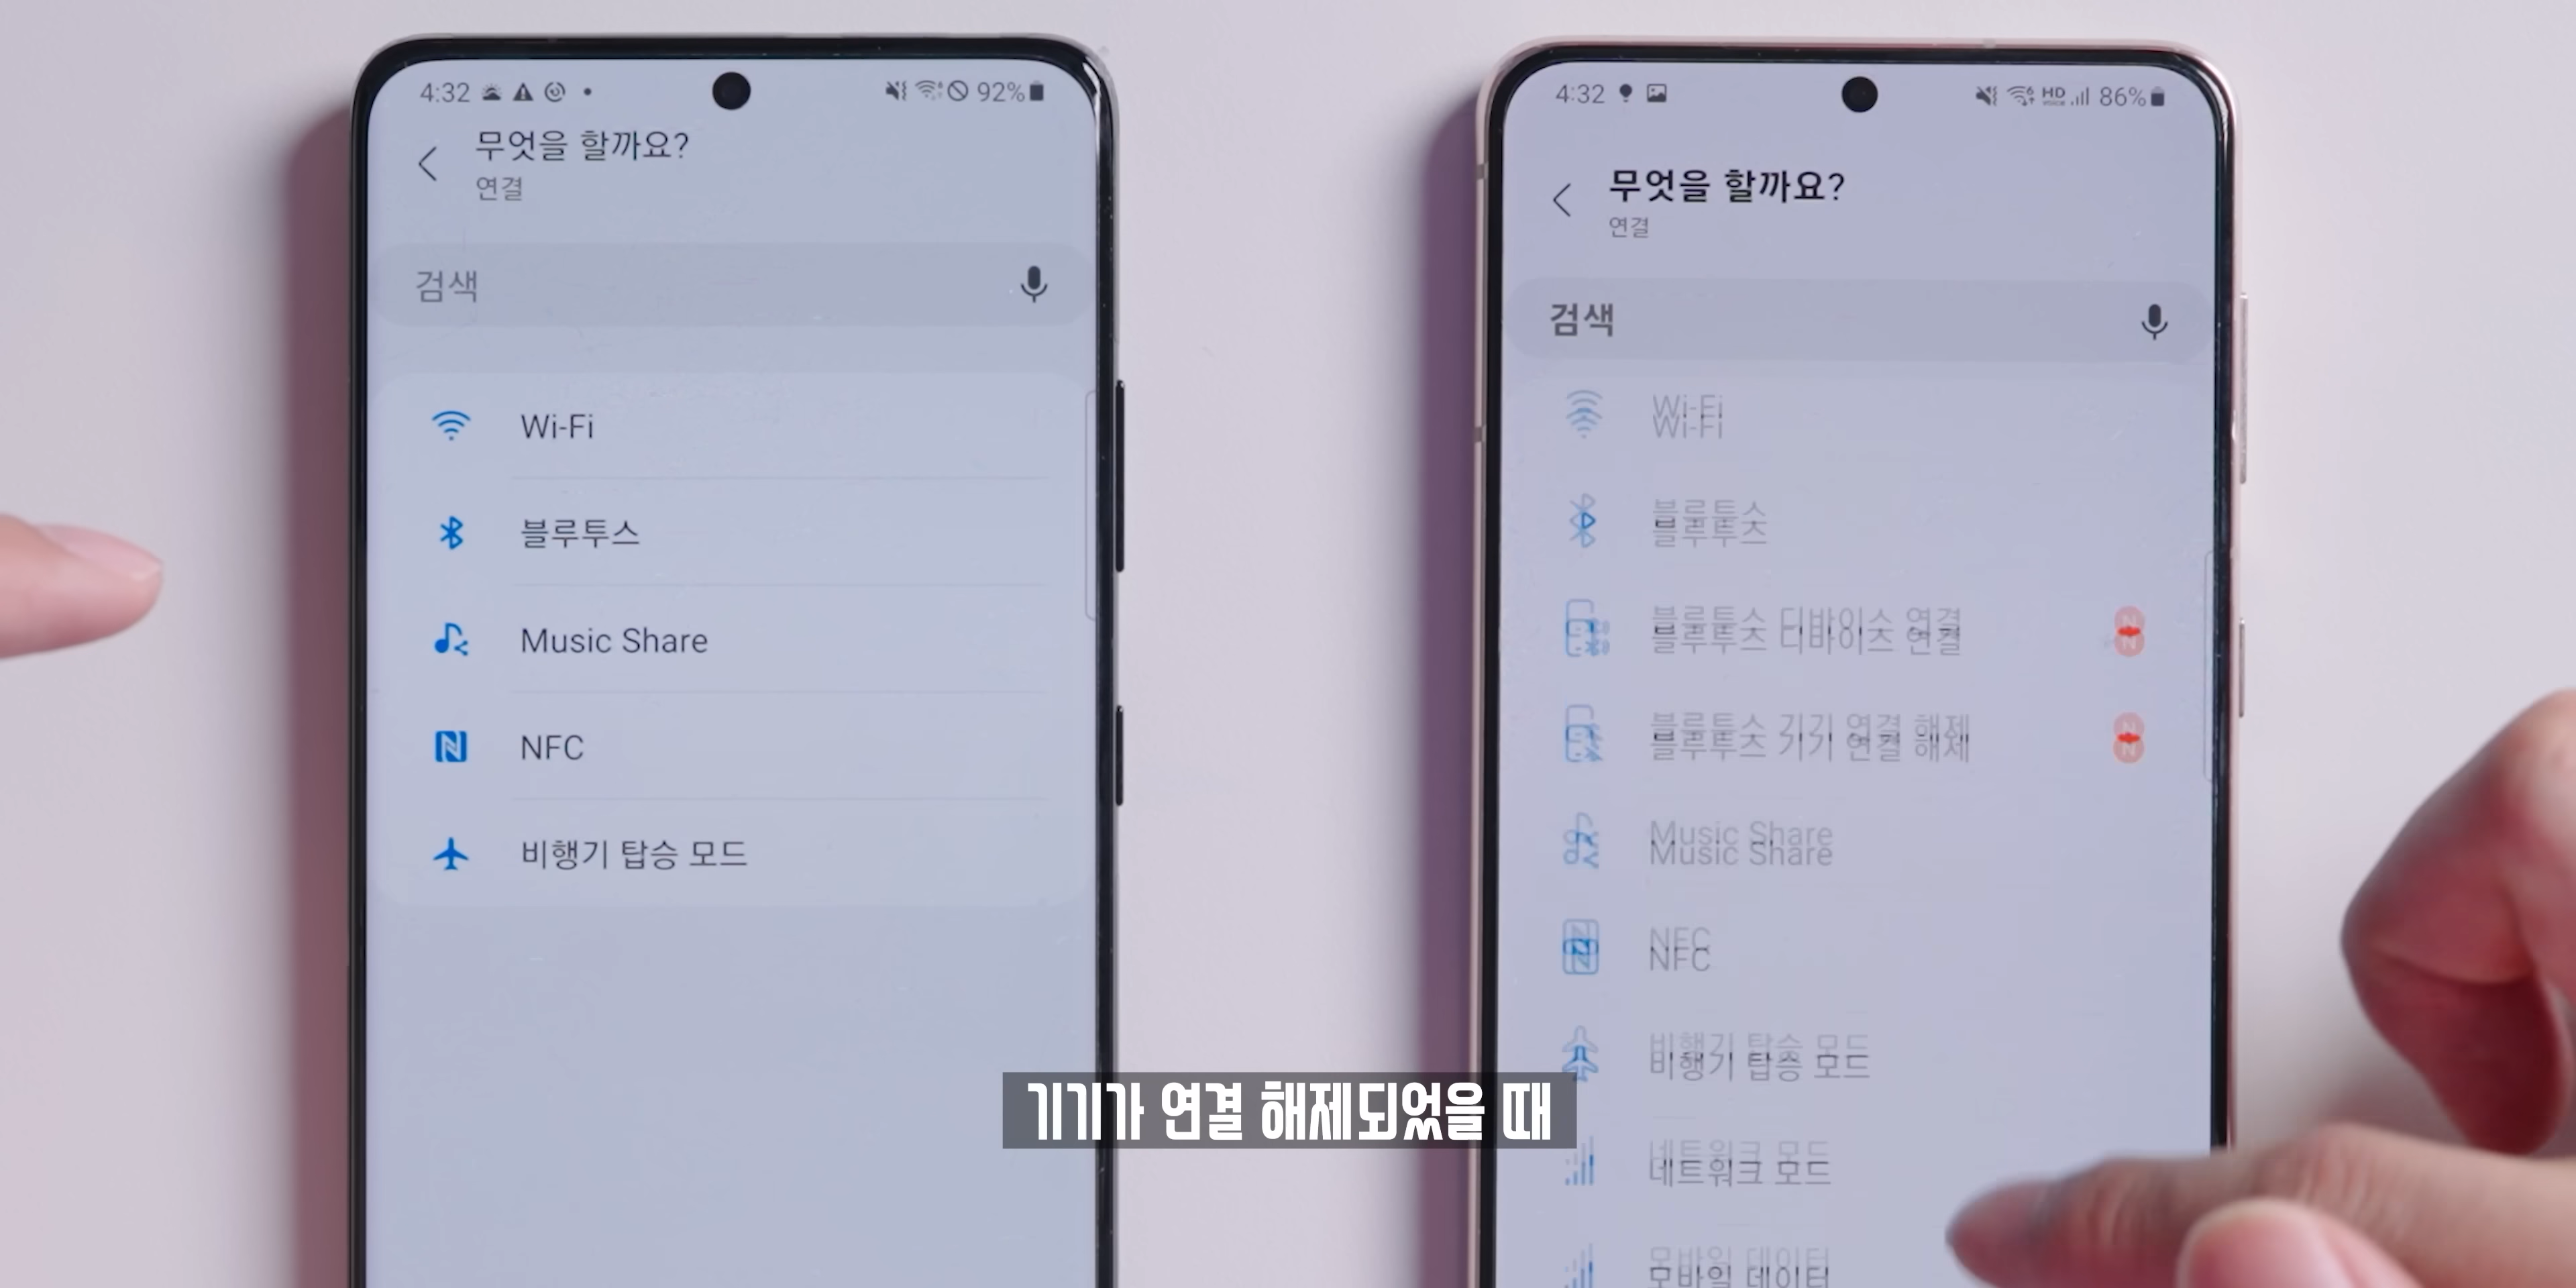 4:32
92%
무엇을 할까요?
연결
검색
Wi-Fi
블루투스
Music Share
NFC
비행기 탑승 모드
4:32
HD voice
86%
무엇을 할까요?
연결
검색
Wi-Fi
블루투스
블루투스 디바이스 연결
N
블루투스 기기 연결 해제
N
Music Share
NFC
비행기 탑승 모드
네트워크 모드
모바일 데이터
기기가 연결 해제되었을 때